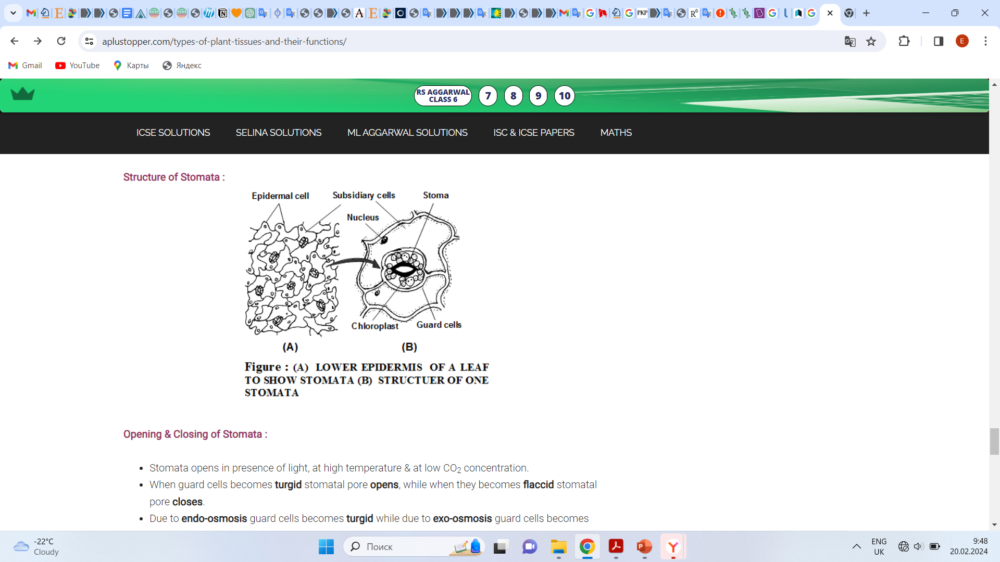 A
E
PKP
RG
aplustopper.com/types-of-plant-tissues-and-their-functions/
E
Gmail
YouTube
Карты
Яндекс
RS AGGARWAL
CLASS 6
7
8
9
10
ICSE SOLUTIONS
SELINA SOLUTIONS
ML AGGARWAL SOLUTIONS
ISC & ICSE PAPERS
MATHS
Structure of Stomata :
Epidermal cell
Subsidiary cells
Stoma
Nucleus
Chloroplast
Guard cells
(A)
(B)
Figure : (A) LOWER EPIDERMIS OF A LEAF
TO SHOW STOMATA (B) STRUCTUER OF ONE
STOMATA
Opening & Closing of Stomata :
• Stomata opens in presence of light, at high temperature & at low CO2 concentration.
• When guard cells becomes turgid stomatal pore opens, while when they becomes flaccid stomatal
pore closes.
• Due to endo-osmosis guard cells becomes turgid while due to exo-osmosis guard cells becomes
-22°C
Cloudy
Поиск
ENG
UK
9:48
20.02.2024